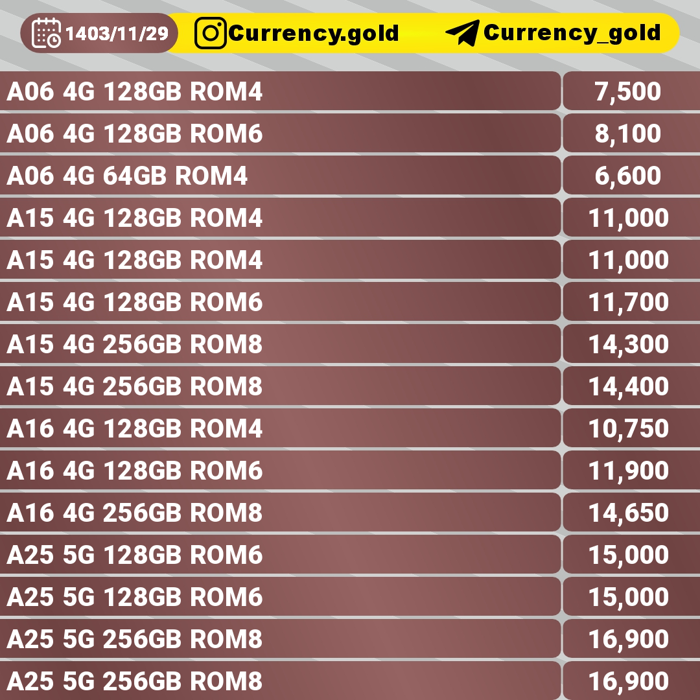 1403/11/29 Currency.gold Currency_gold
A06 4G 128GB ROM4 7,500
A06 4G 128GB ROM6 8,100
A06 4G 64GB ROM4 6,600
A15 4G 128GB ROM4 11,000
A15 4G 128GB ROM4 11,000
A15 4G 128GB ROM6 11,700
A15 4G 256GB ROM8 14,300
A15 4G 256GB ROM8 14,400
A16 4G 128GB ROM4 10,750
A16 4G 128GB ROM6 11,900
A16 4G 256GB ROM8 14,650
A25 5G 128GB ROM6 15,000
A25 5G 128GB ROM6 15,000
A25 5G 256GB ROM8 16,900
A25 5G 256GB ROM8 16,900